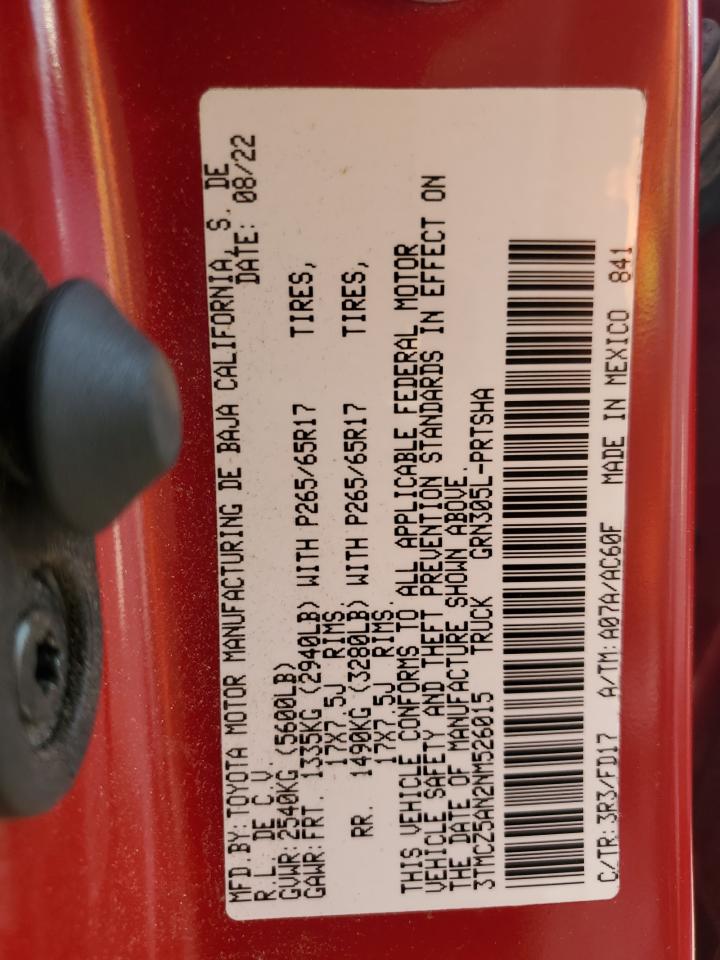 MFD.BY:TOYOTA MOTOR MANUFACTURING DE BAJA CALIFORNIA,S. DE
R.L. DE C.V. DATE: 08/22
GVWR:2540KG (5600LB)
GAWR:FRT. 1335KG (2940LB) WITH P265/65R17 TIRES,
17X7.5J RIMS.
RR. 1490KG (3280LB) WITH P265/65R17 TIRES,
17X7.5J RIMS.
THIS VEHICLE CONFORMS TO ALL APPLICABLE FEDERAL MOTOR
VEHICLE SAFETY AND THEFT PREVENTION STANDARDS IN EFFECT ON
THE DATE OF MANUFACTURE SHOWN ABOVE.
3TMCZ5AN2NM526015 TRUCK GRN305L-PRTSHA
C/TR:3R3/FD17 A/TM:A07A/AC60F MADE IN MEXICO 841